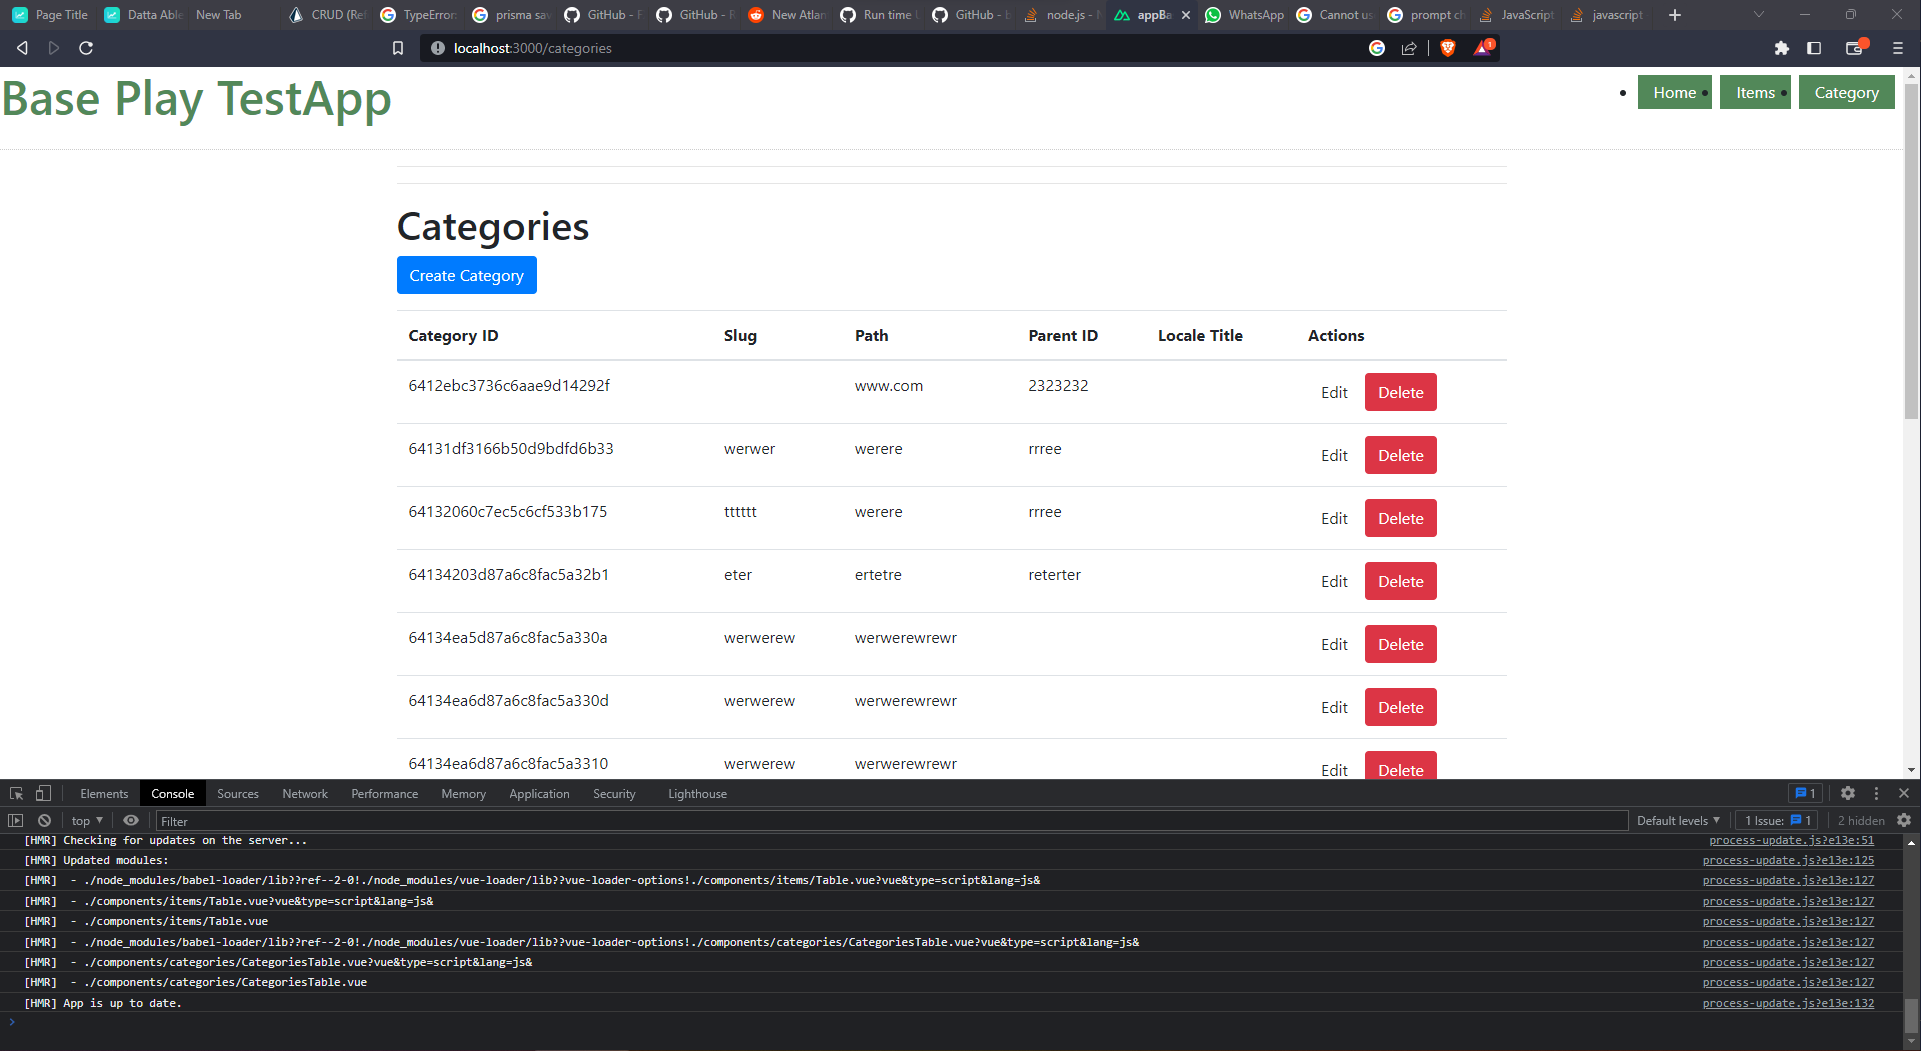 Page Title
Datta Able
New Tab
CRUD (Ref
TypeError:
prisma sav
GitHub - F
GitHub - R
New Atlan
Run time U
GitHub -
node.js -
appBa
WhatsApp
Cannot us
prompt ch
JavaScript
javascript
localhost:3000/categories
1
Base Play TestApp
Home
Items
Category
Categories
Create Category
Category ID Slug Path Parent ID Locale Title Actions
6412ebc3736c6aae9d14292f www.com 2323232 Edit Delete
64131df3166b50d9bdfd6b33 werwer werere rrree Edit Delete
64132060c7ec5c6cf533b175 tttttt werere rrree Edit Delete
64134203d87a6c8fac5a32b1 eter ertetre reterter Edit Delete
64134ea5d87a6c8fac5a330a werwerew werwerewrewr Edit Delete
64134ea6d87a6c8fac5a330d werwerew werwerewrewr Edit Delete
64134ea6d87a6c8fac5a3310 werwerew werwerewrewr Edit Delete
Elements Console Sources Network Performance Memory Application Security Lighthouse 1
top Filter Default levels 1 Issue: 1 2 hidden
[HMR] Checking for updates on the server... process-update.js?e13e:51
[HMR] Updated modules: process-update.js?e13e:125
[HMR] - ./node_modules/babel-loader/lib??ref--2-0!./node_modules/vue-loader/lib??vue-loader-options!./components/items/Table.vue?vue&type=script&lang=js& process-update.js?e13e:127
[HMR] - ./components/items/Table.vue?vue&type=script&lang=js& process-update.js?e13e:127
[HMR] - ./components/items/Table.vue process-update.js?e13e:127
[HMR] - ./node_modules/babel-loader/lib??ref--2-0!./node_modules/vue-loader/lib??vue-loader-options!./components/categories/CategoriesTable.vue?vue&type=script&lang=js& process-update.js?e13e:127
[HMR] - ./components/categories/CategoriesTable.vue?vue&type=script&lang=js& process-update.js?e13e:127
[HMR] - ./components/categories/CategoriesTable.vue process-update.js?e13e:127
[HMR] App is up to date. process-update.js?e13e:132